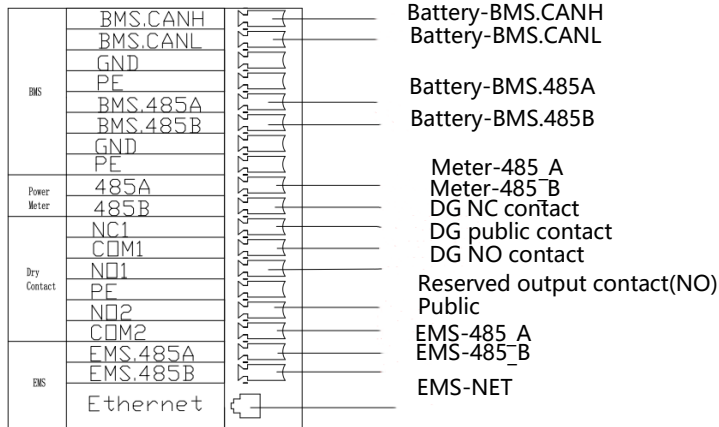 BMS.CANH Battery-BMS.CANH
BMS.CANL Battery-BMS.CANL
GND
PE
BMS
BMS.485A Battery-BMS.485A
BMS.485B Battery-BMS.485B
GND
PE
Power Meter
485A Meter-485_A
485B Meter-485_B
Dry Contact
NC1 DG NC contact
COM1 DG public contact
NO1 DG NO contact
PE
NO2 Reserved output contact(NO)
COM2 Public
EMS
EMS.485A EMS-485_A
EMS.485B EMS-485_B
Ethernet EMS-NET